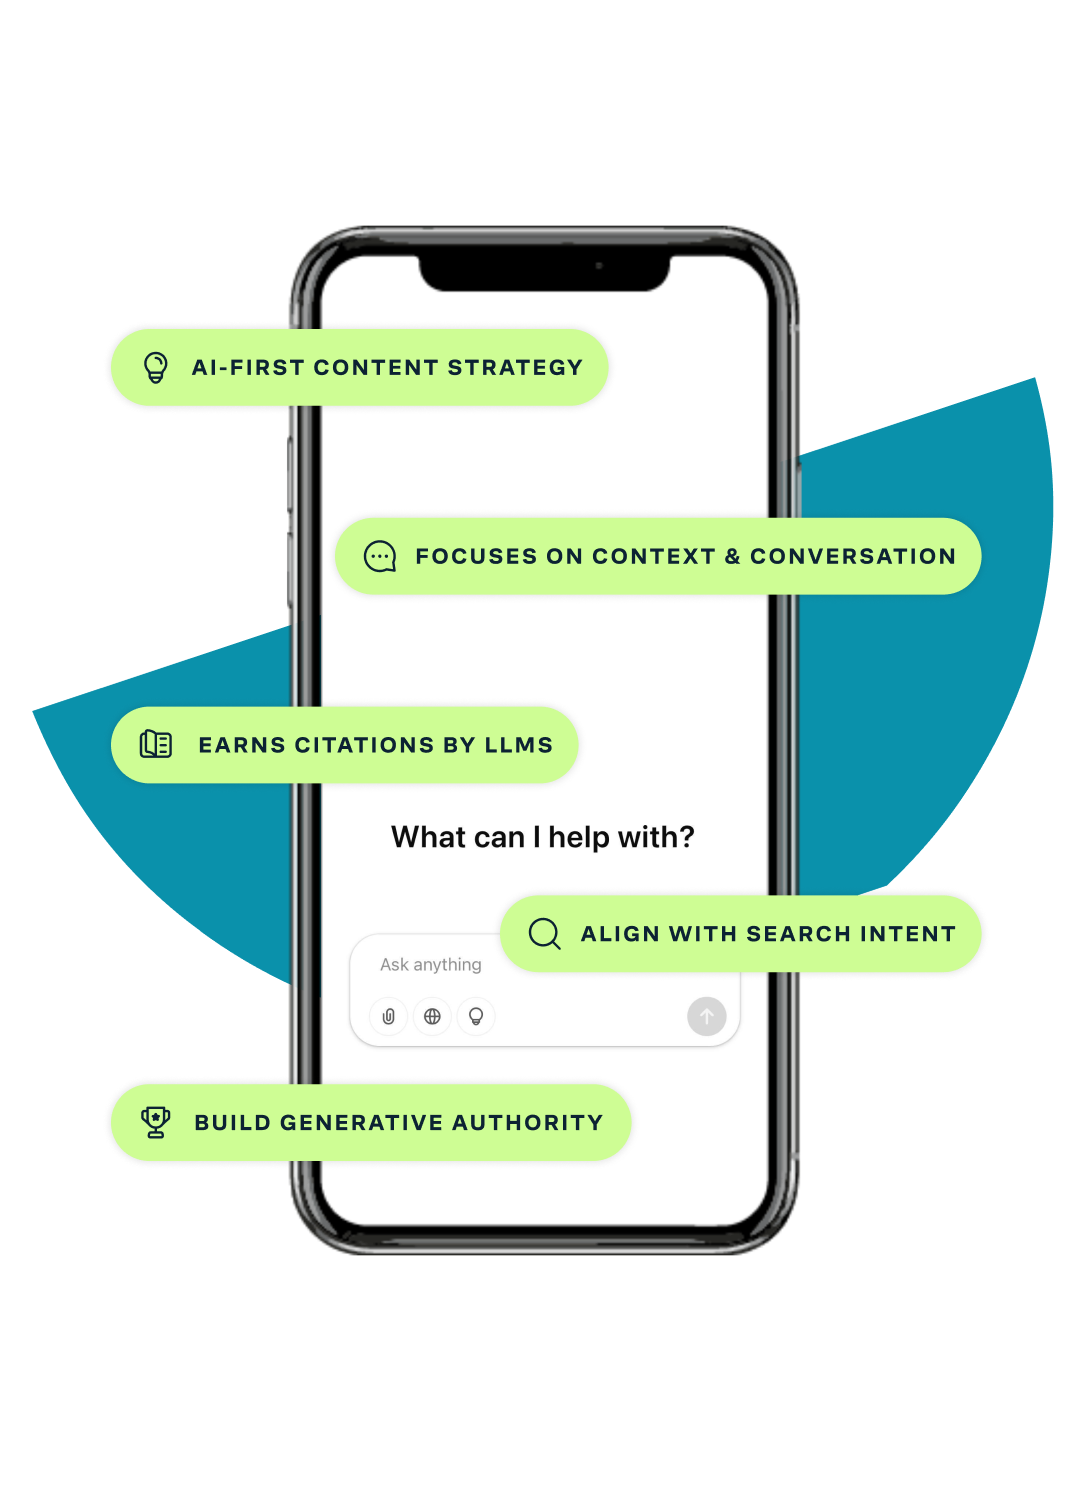 AI-FIRST CONTENT STRATEGY
FOCUSES ON CONTEXT & CONVERSATION
EARNS CITATIONS BY LLMS
What can I help with?
ALIGN WITH SEARCH INTENT
Ask anything
BUILD GENERATIVE AUTHORITY